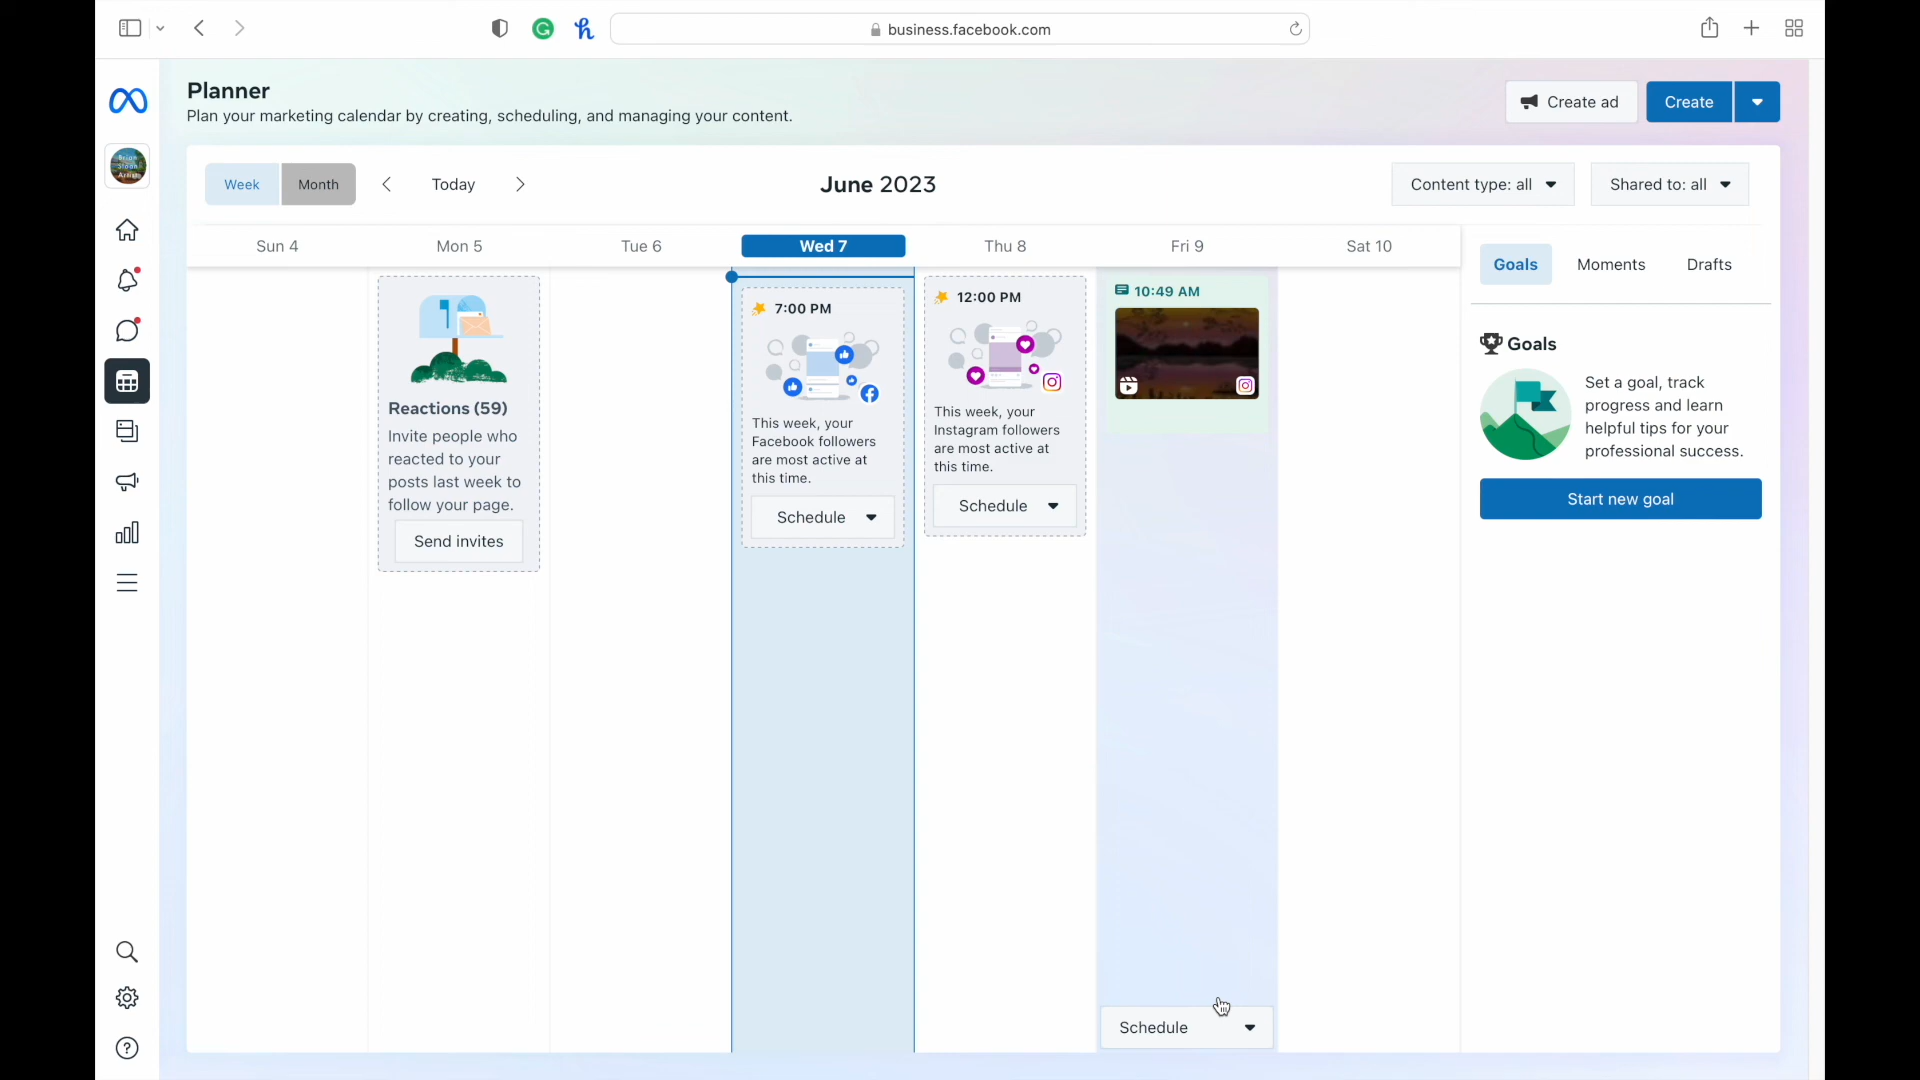 business.facebook.com
Planner
Plan your marketing calendar by creating, scheduling, and managing your content.
Create ad
Create
Week
Month
Today
June 2023
Content type: all
Shared to: all
Sun 4
Mon 5
Tue 6
Wed 7
Thu 8
Fri 9
Sat 10
Reactions (59)
Invite people who
reacted to your
posts last week to
follow your page.
Send invites
7:00 PM
This week, your
Facebook followers
are most active at
this time.
Schedule
12:00 PM
This week, your
Instagram followers
are most active at
this time.
Schedule
10:49 AM
Schedule
Goals
Moments
Drafts
Goals
Set a goal, track
progress and learn
helpful tips for your
professional success.
Start new goal